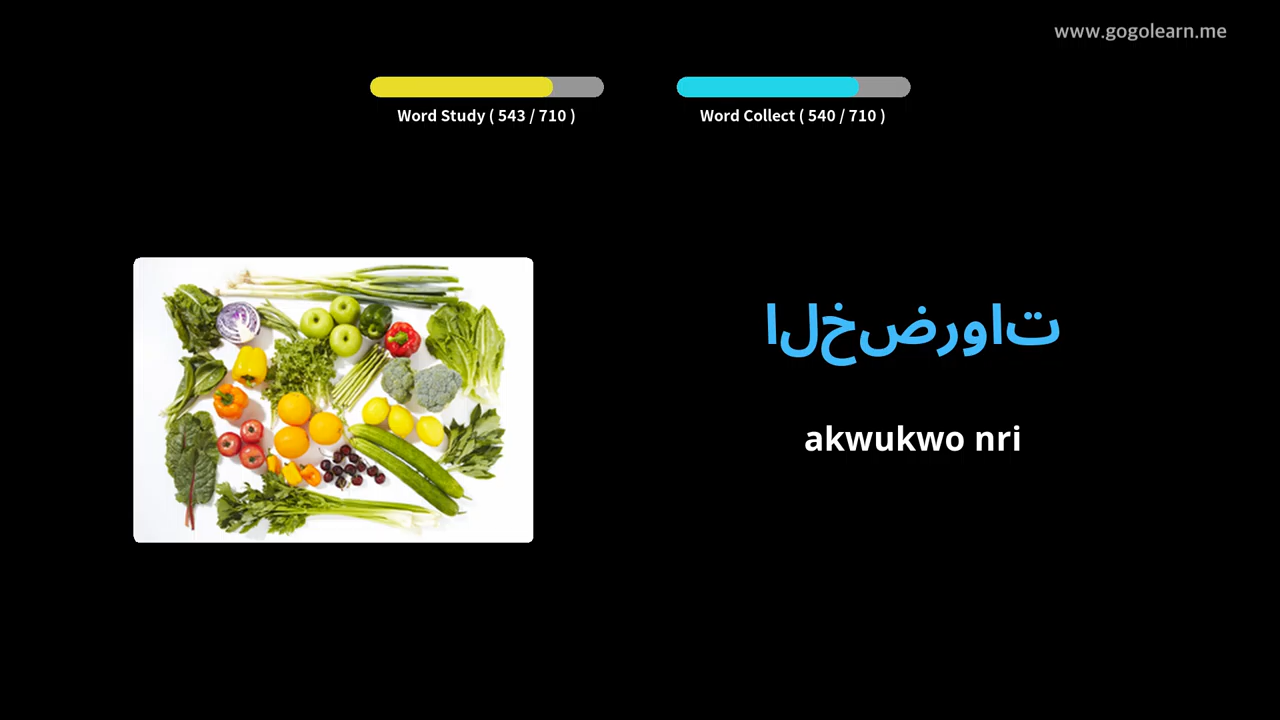 www.gogolearn.me
Word Study ( 543 / 710 )
Word Collect ( 540 / 710 )
الخضروات
akwukwo nri